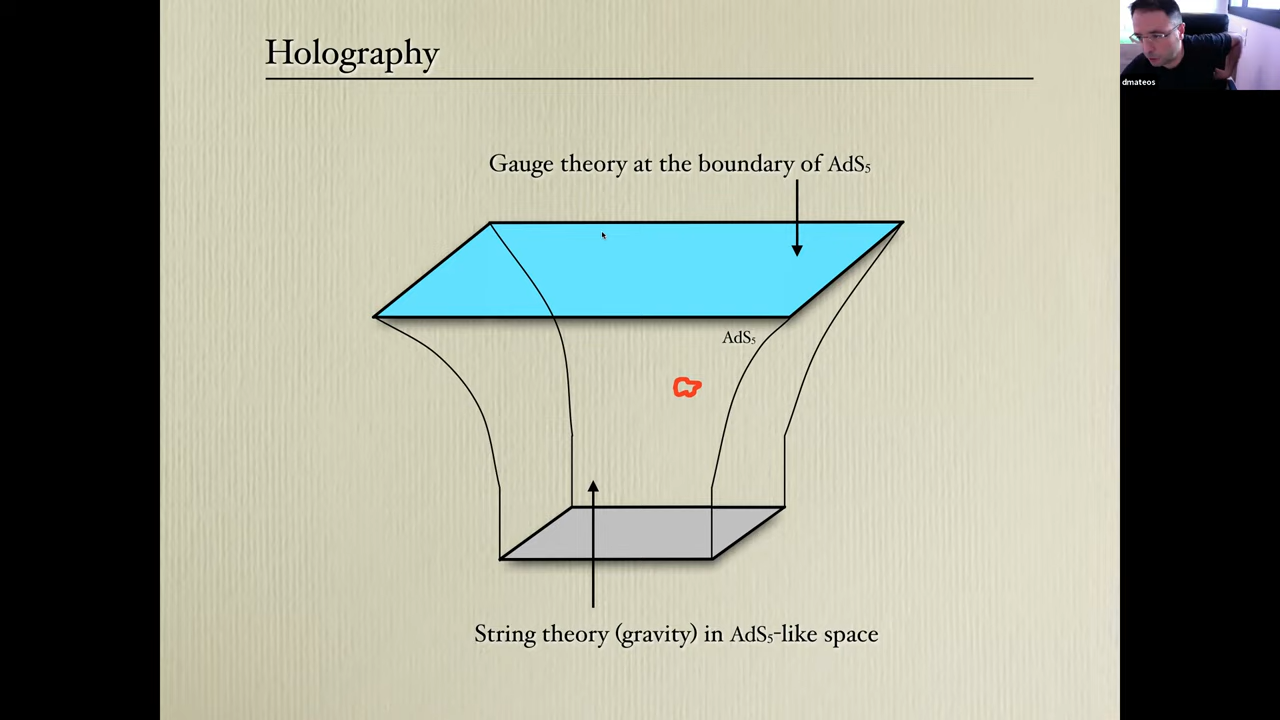 Holography
dmateos
Gauge theory at the boundary of AdS₅
AdS₅
String theory (gravity) in AdS₅-like space